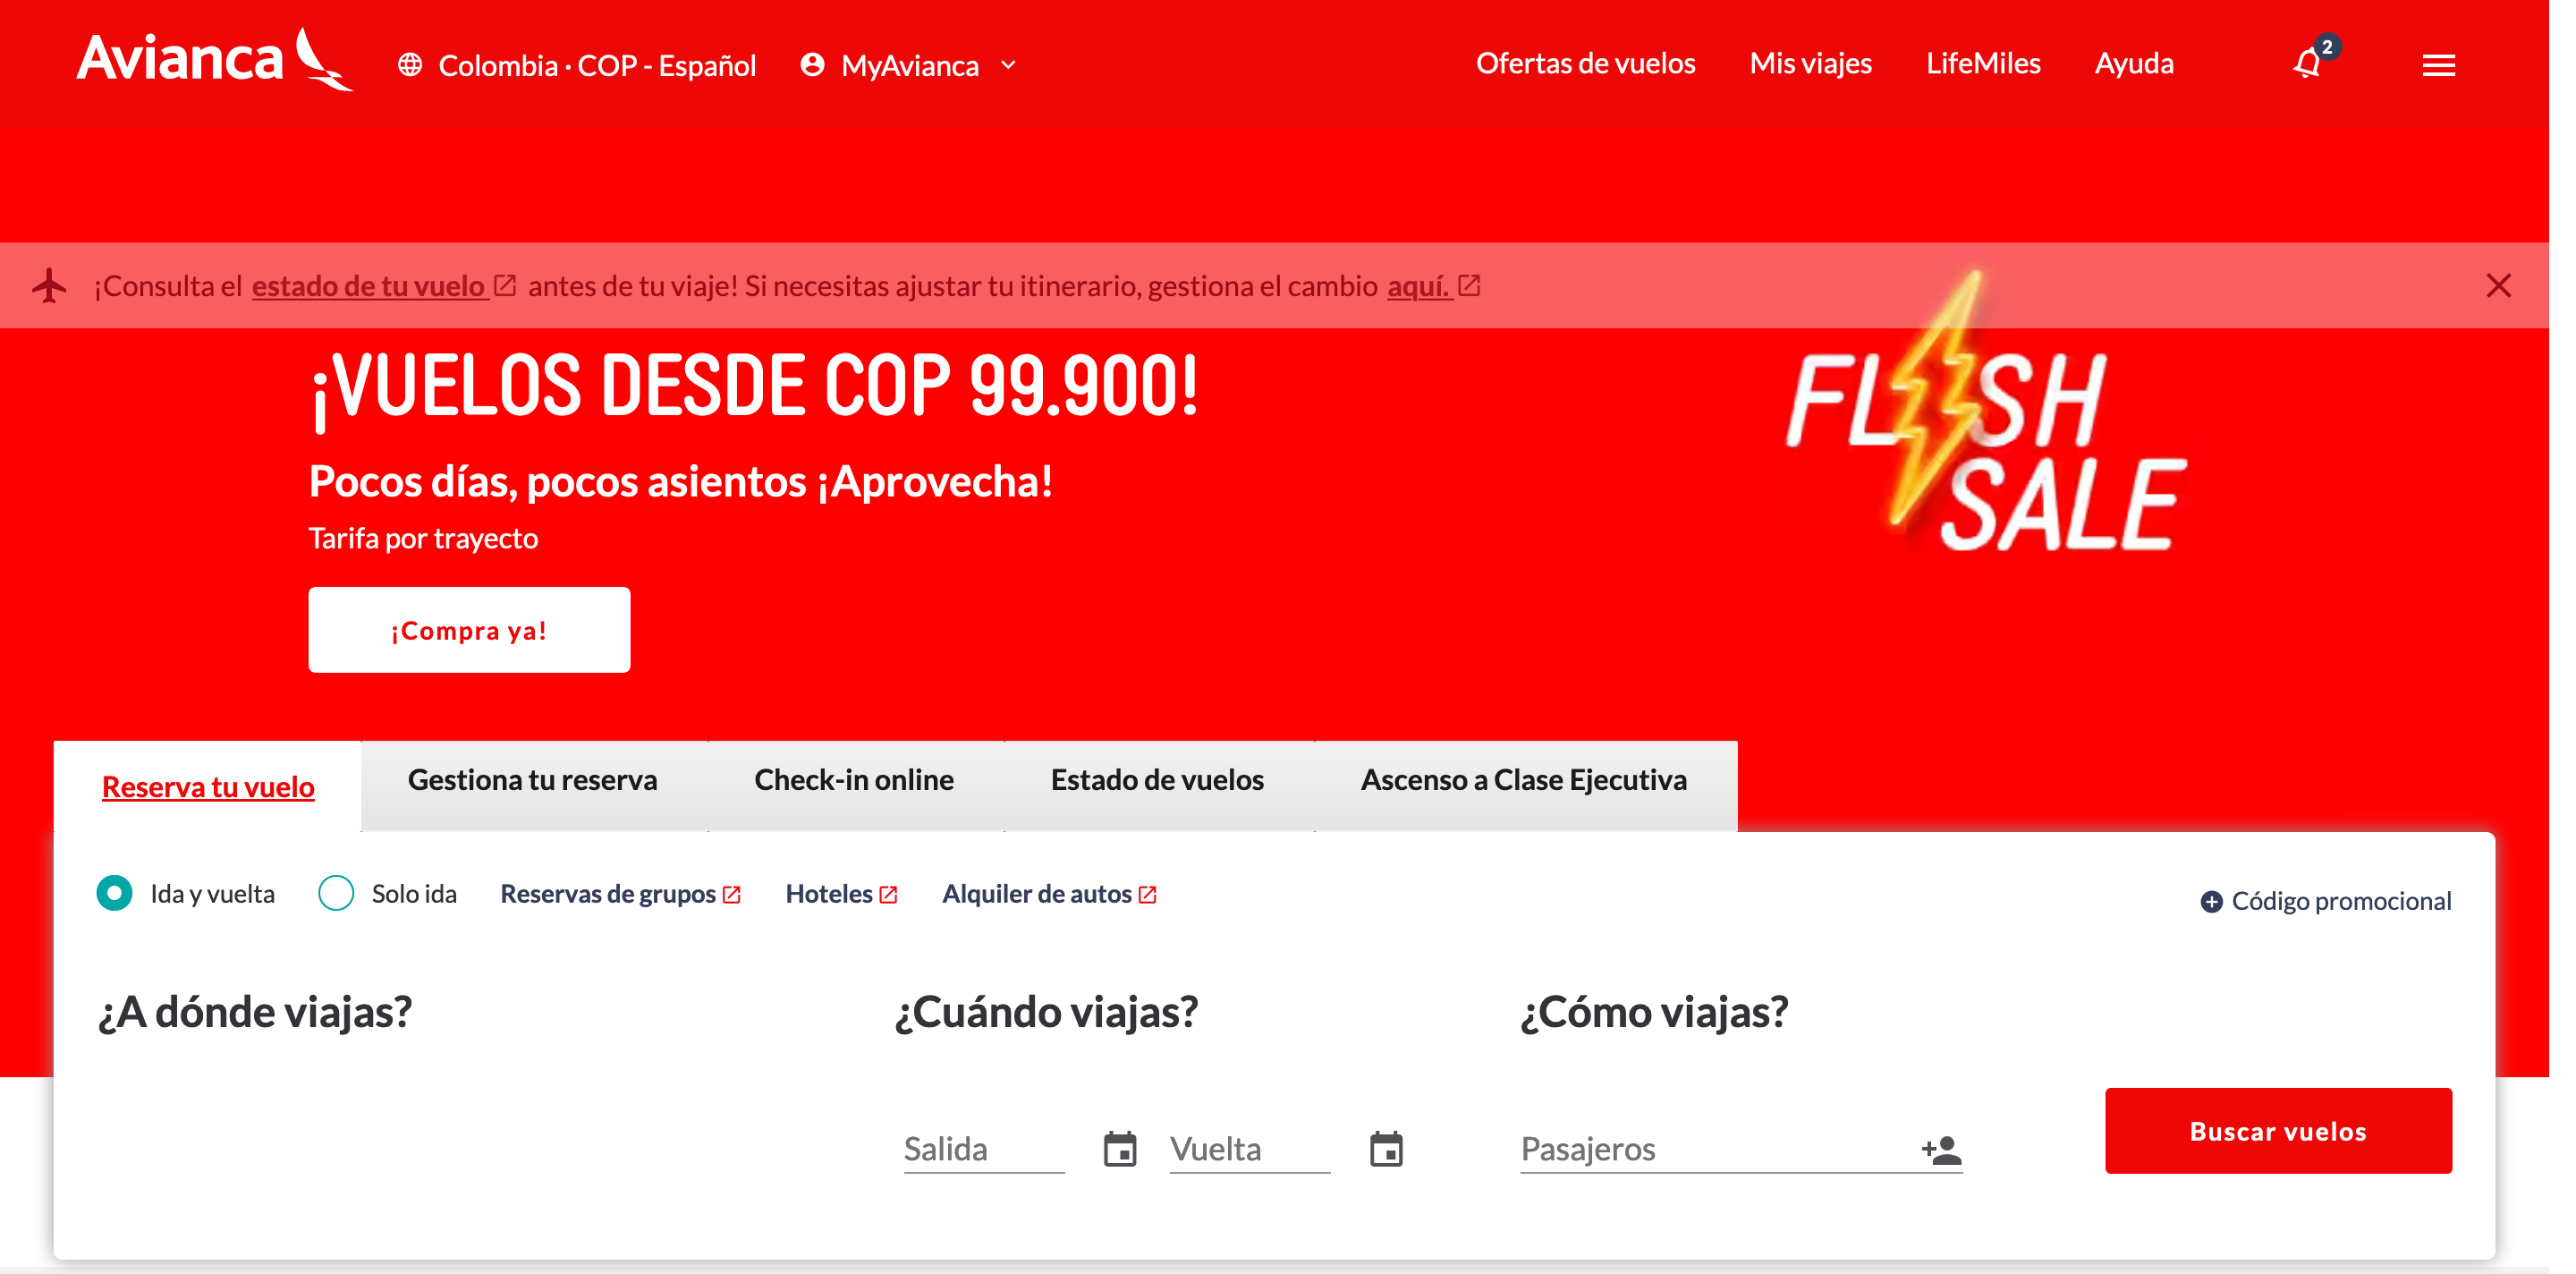 Avianca
Colombia · COP - Español
MyAvianca
Ofertas de vuelos
Mis viajes
LifeMiles
Ayuda
2
¡Consulta el estado de tu vuelo antes de tu viaje! Si necesitas ajustar tu itinerario, gestiona el cambio aquí.
¡VUELOS DESDE COP 99.900!
Pocos días, pocos asientos ¡Aprovecha!
Tarifa por trayecto
¡Compra ya!
FLASH
SALE
Reserva tu vuelo
Gestiona tu reserva
Check-in online
Estado de vuelos
Ascenso a Clase Ejecutiva
Ida y vuelta
Solo ida
Reservas de grupos
Hoteles
Alquiler de autos
Código promocional
¿A dónde viajas?
¿Cuándo viajas?
¿Cómo viajas?
Salida
Vuelta
Pasajeros
Buscar vuelos